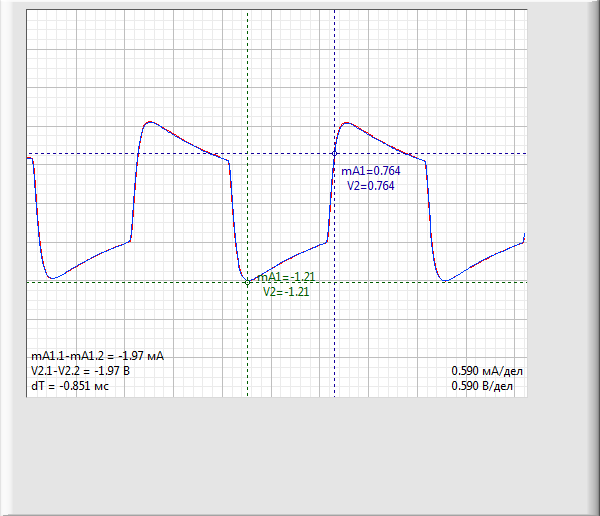 mA1=0.764
V2=0.764
mA1=-1.21
V2=-1.21
mA1.1-mA1.2 = -1.97 мА
V2.1-V2.2 = -1.97 В
0.590 мА/дел
dT = -0.851 мс
0.590 В/дел